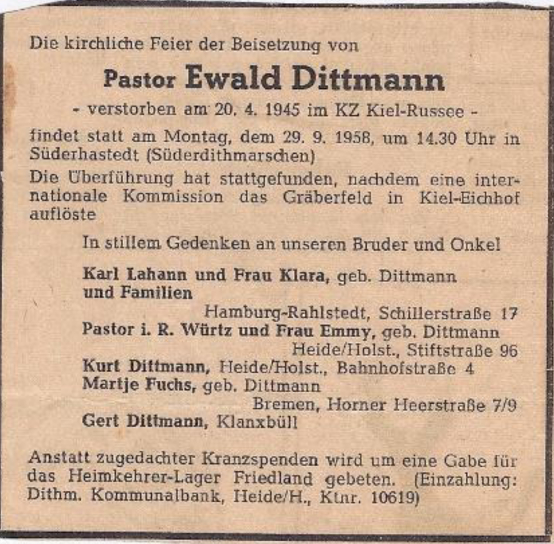 Die kirchliche Feier der Beisetzung von
Pastor Ewald Dittmann
- verstorben am 20. 4. 1945 im KZ Kiel-Russee -
findet statt am Montag, dem 29. 9. 1958, um 14.30 Uhr in
Süderhastedt (Süderdithmarschen)
Die Überführung hat stattgefunden, nachdem eine inter-
nationale Kommission das Gräberfeld in Kiel-Eichhof
auflöste
In stillem Gedenken an unseren Bruder und Onkel
Karl Lahann und Frau Klara, geb. Dittmann
und Familien
Hamburg-Rahlstedt, Schillerstraße 17
Pastor i. R. Würtz und Frau Emmy, geb. Dittmann
Heide/Holst., Stiftstraße 96
Kurt Dittmann, Heide/Holst., Bahnhofstraße 4
Martje Fuchs, geb. Dittmann
Bremen, Horner Heerstraße 7/9
Gert Dittmann, Klanxbüll
Anstatt zugedachter Kranzspenden wird um eine Gabe für
das Heimkehrer-Lager Friedland gebeten. (Einzahlung:
Dithm. Kommunalbank, Heide/H., Ktnr. 10619)